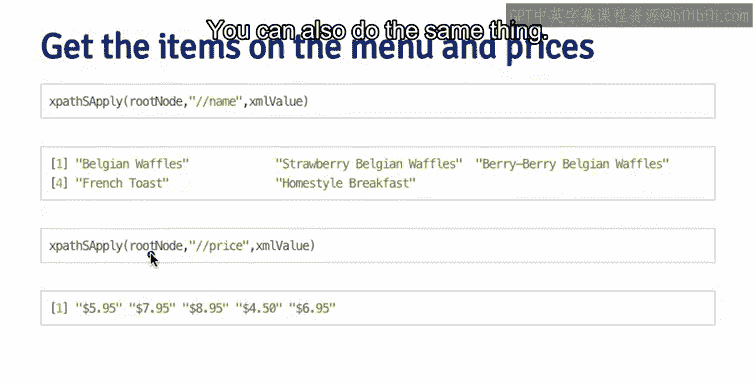 You can also do the same thing.
Get the items on the menu and prices
xpathSApply(rootNode,"//name",xmlValue)
[1] "Belgian Waffles" "Strawberry Belgian Waffles" "Berry-Berry Belgian Waffles"
[4] "French Toast" "Homestyle Breakfast"
xpathSApply(rootNode,"//price",xmlValue)
[1] "$5.95" "$7.95" "$8.95" "$4.50" "$6.95"